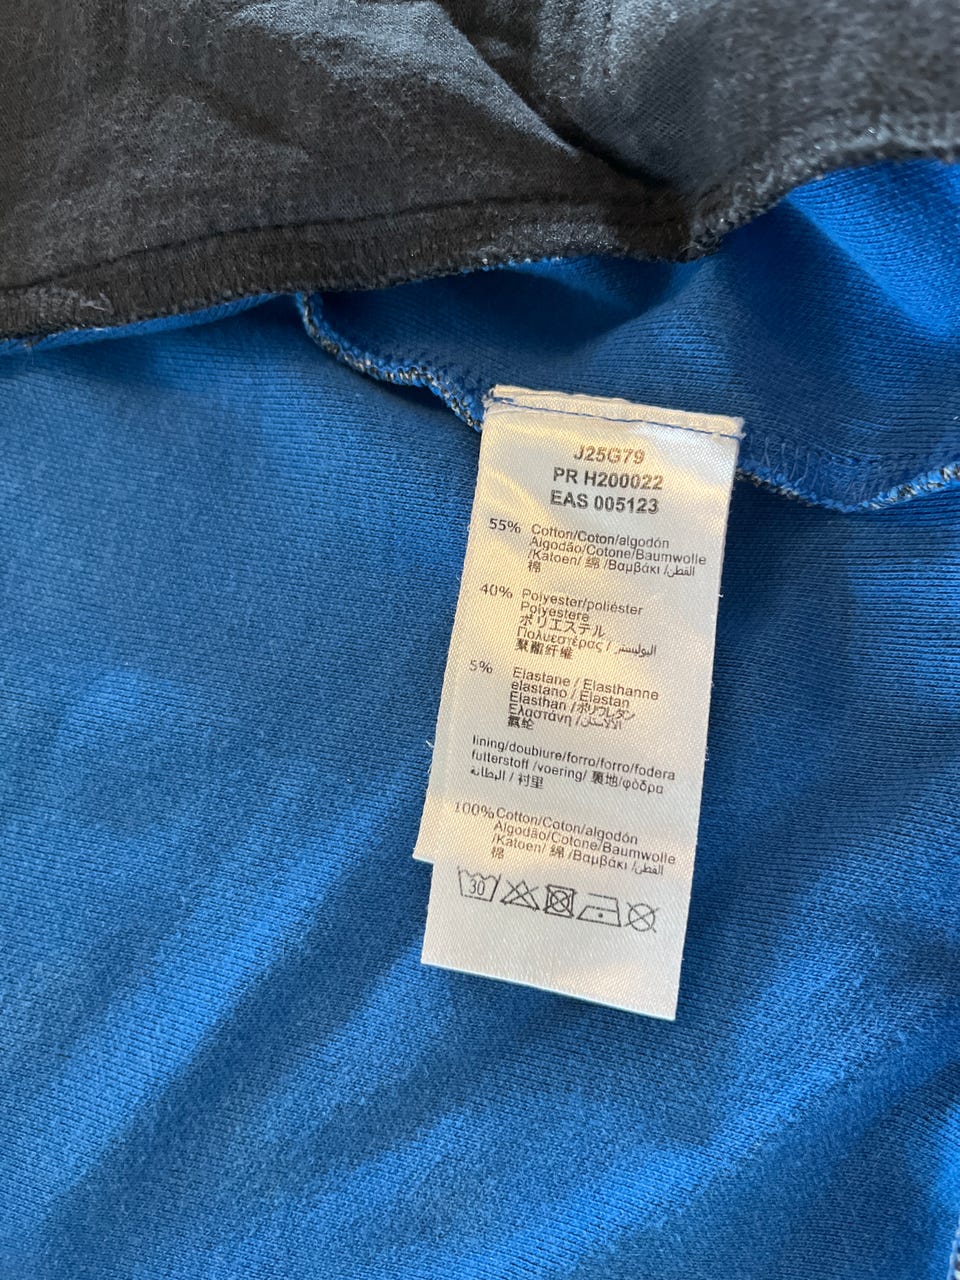 J25G79
PR H200022
EAS 005123
55% Cotton/Coton/algodón
Algodão/Cotone/Baumwolle
/Katoen/ 綿 /Βαμβάκι /القطن
棉
40% Polyester/poliéster
Polyestere
ポリエステル
Πολυεστέρας / البوليستر
聚酯纤维
5% Elastane / Elasthanne
elastano / Elastan
Elasthan /ポリウレタン
Ελαστάνη /الاستان
氨纶
lining/doublure/forro/forro/fodera
futterstoff /voering/ 裏地/φόδρα
البطانة / 衬里
100% Cotton/Coton/algodón
Algodão/Cotone/Baumwolle
/Katoen/ 綿 /Βαμβάκι /القطن
棉
30